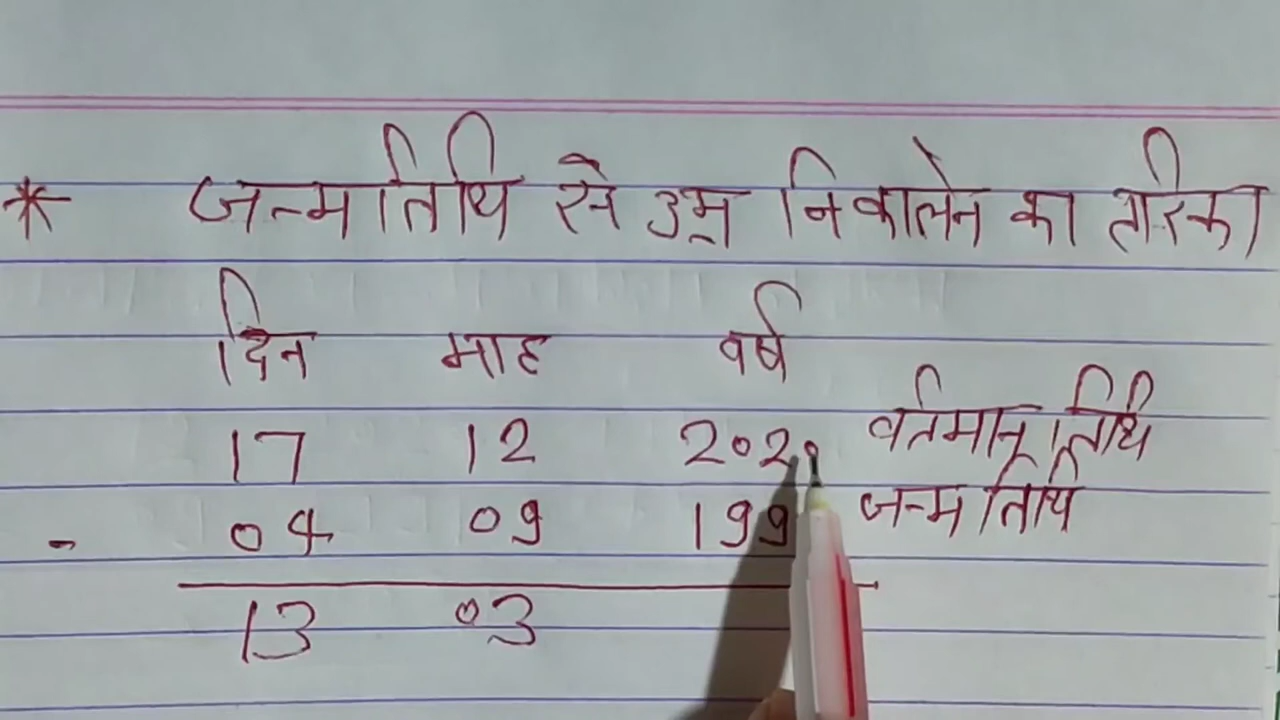 * जन्मतिथि से उम्र निकालने का तरिका
दिन माह वर्ष
17 12 2020 वर्तमान तिथि
- 04 09 199 जन्म तिथि
13 03